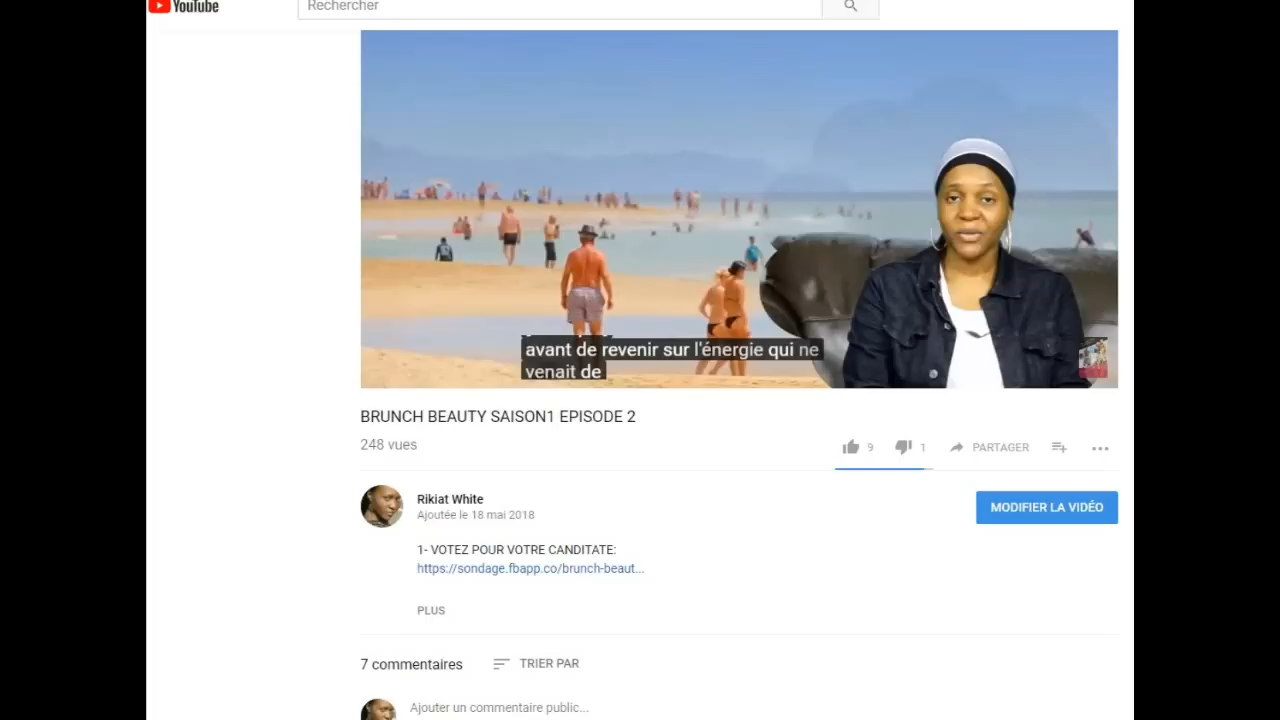 YouTube
Rechercher
avant de revenir sur l'énergie qui ne
venait de
BRUNCH BEAUTY SAISON1 EPISODE 2
248 vues
9
1
PARTAGER
Rikiat White
Ajoutée le 18 mai 2018
MODIFIER LA VIDÉO
1- VOTEZ POUR VOTRE CANDITATE:
https://sondage.fbapp.co/brunch-beaut...
PLUS
7 commentaires
TRIER PAR
Ajouter un commentaire public...